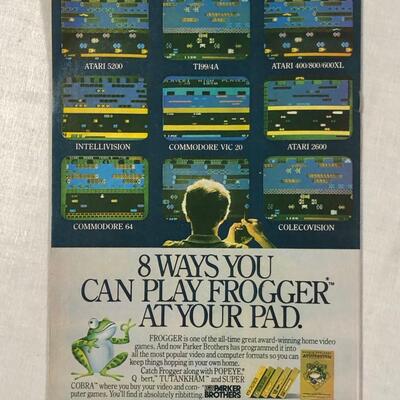 ATARI 5200
TI99/4A
ATARI 400/800/600XL
INTELLIVISION
COMMODORE VIC 20
ATARI 2600
COMMODORE 64
COLECOVISION
8 WAYS YOU
CAN PLAY FROGGER™
AT YOUR PAD.
FROGGER is one of the all-time great award-winning home video
games. And now Parker Brothers has programmed it into
all the most popular video and computer formats so you can
keep things hopping in your own home.
Catch Frogger along with POPEYE,
Q*bert, TUTANKHAM and SUPER
COBRA where you buy your video and com-
puter games. You'll find it absolutely ribbitting.
PARKER
BROTHERS